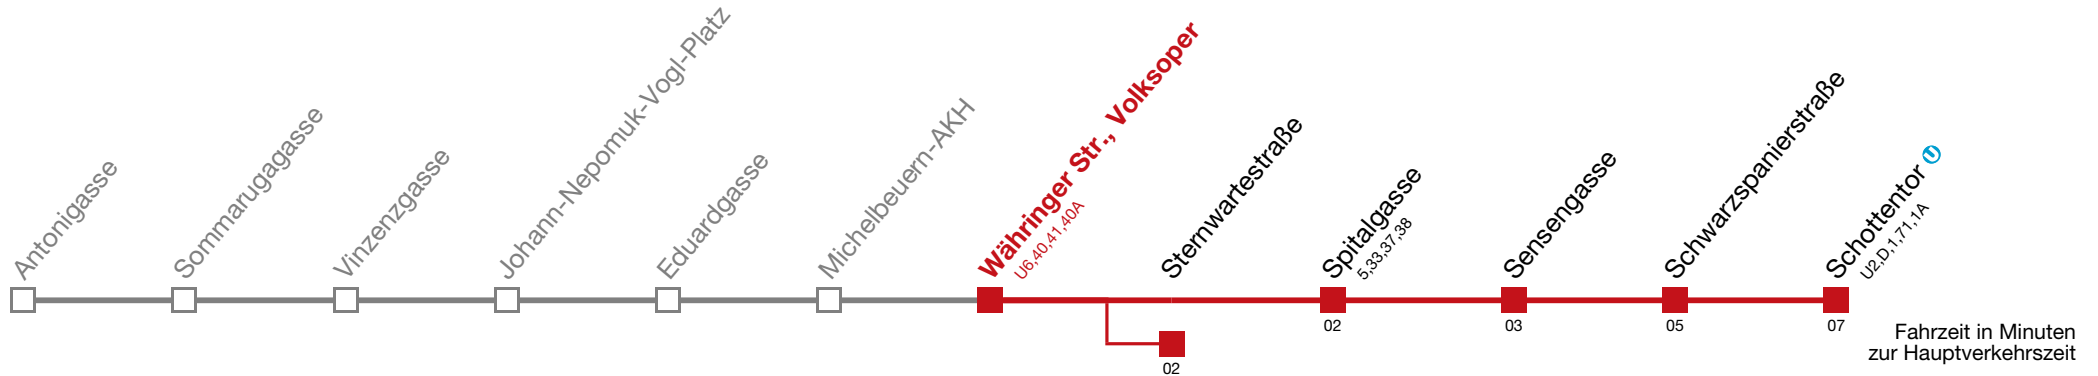 Antonigasse
Sommarugagasse
Vinzenzgasse
Johann-Nepomuk-Vogl-Platz
Eduardgasse
Michelbeuern-AKH
Währinger Str., Volksoper
U6,40,41,40A
Sternwartestraße
02
Spitalgasse
5,33,37,38
02
Sensengasse
03
Schwarzspanierstraße
05
Schottentor U
U2,D,1,71,1A
07
Fahrzeit in Minuten
zur Hauptverkehrszeit